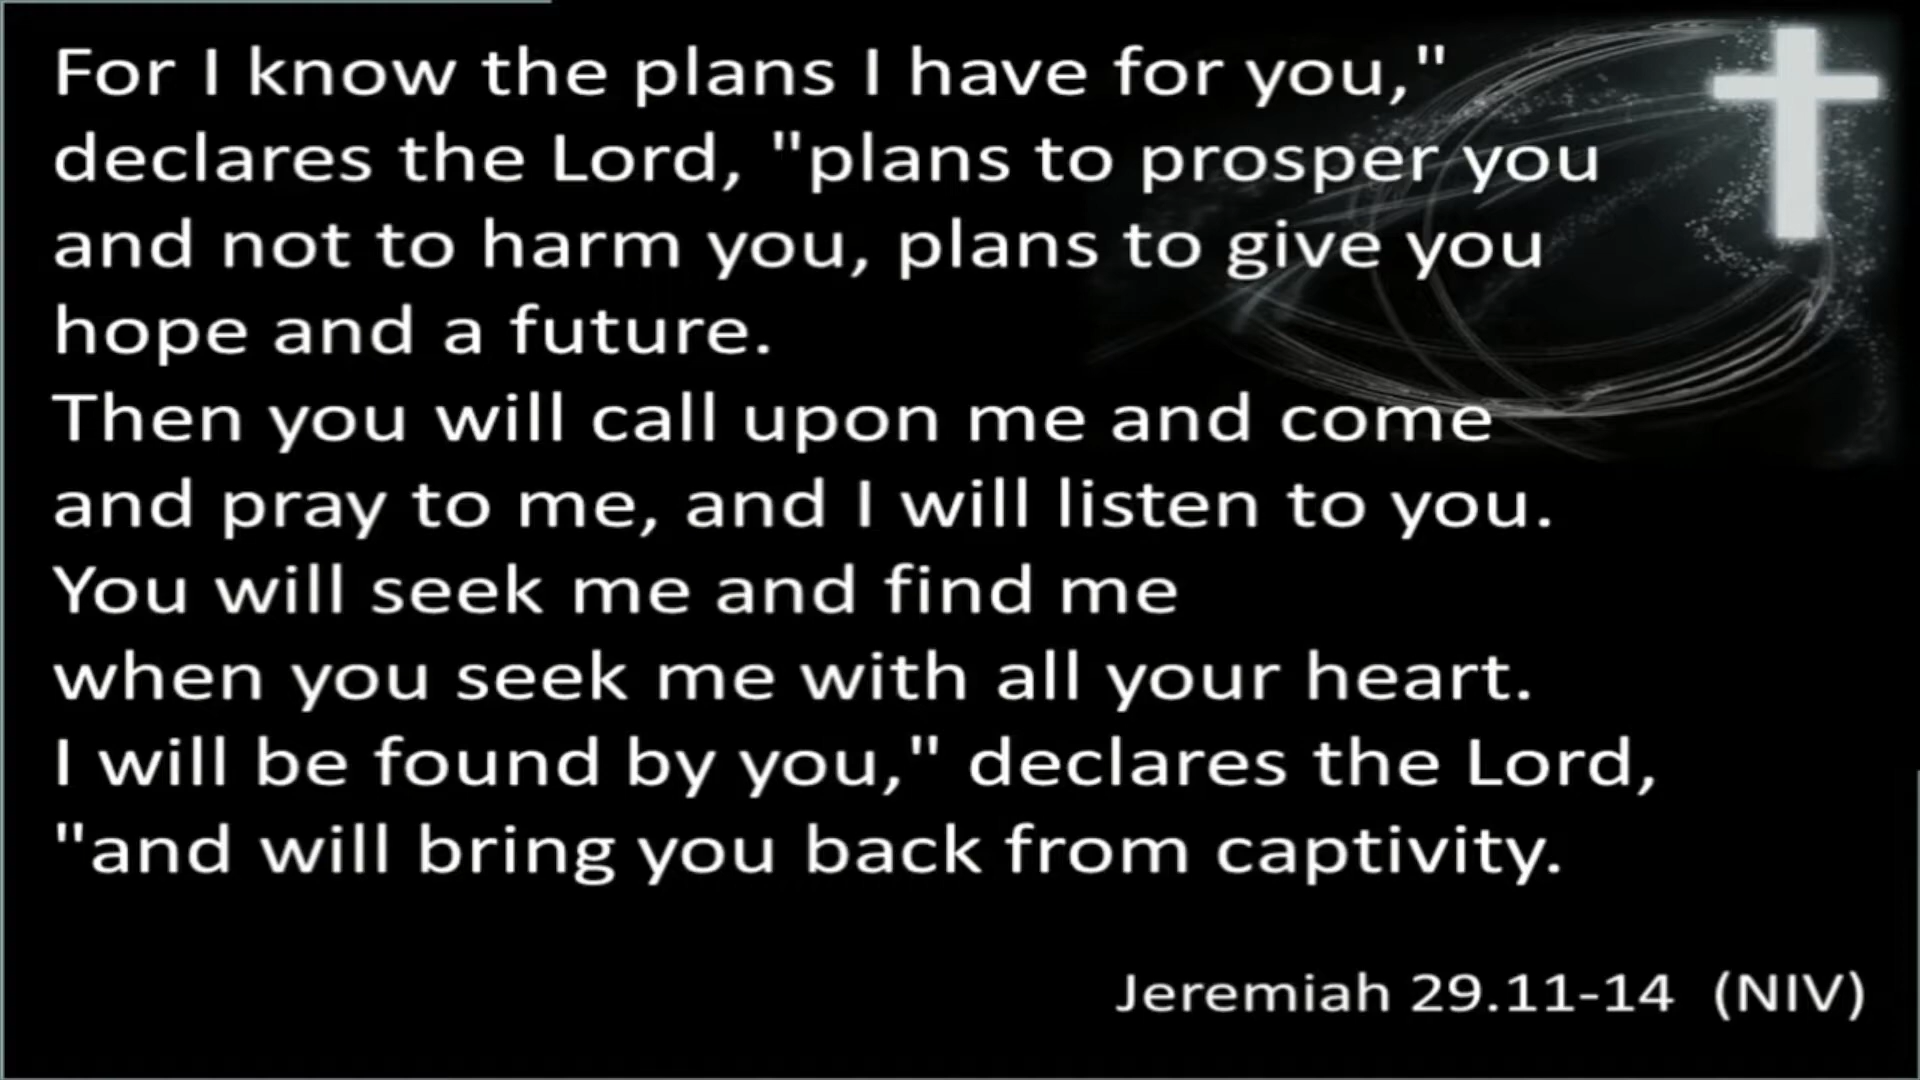 For I know the plans I have for you,"
declares the Lord, "plans to prosper you
and not to harm you, plans to give you
hope and a future.
Then you will call upon me and come
and pray to me, and I will listen to you.
You will seek me and find me
when you seek me with all your heart.
I will be found by you," declares the Lord,
"and will bring you back from captivity.
Jeremiah 29.11-14 (NIV)